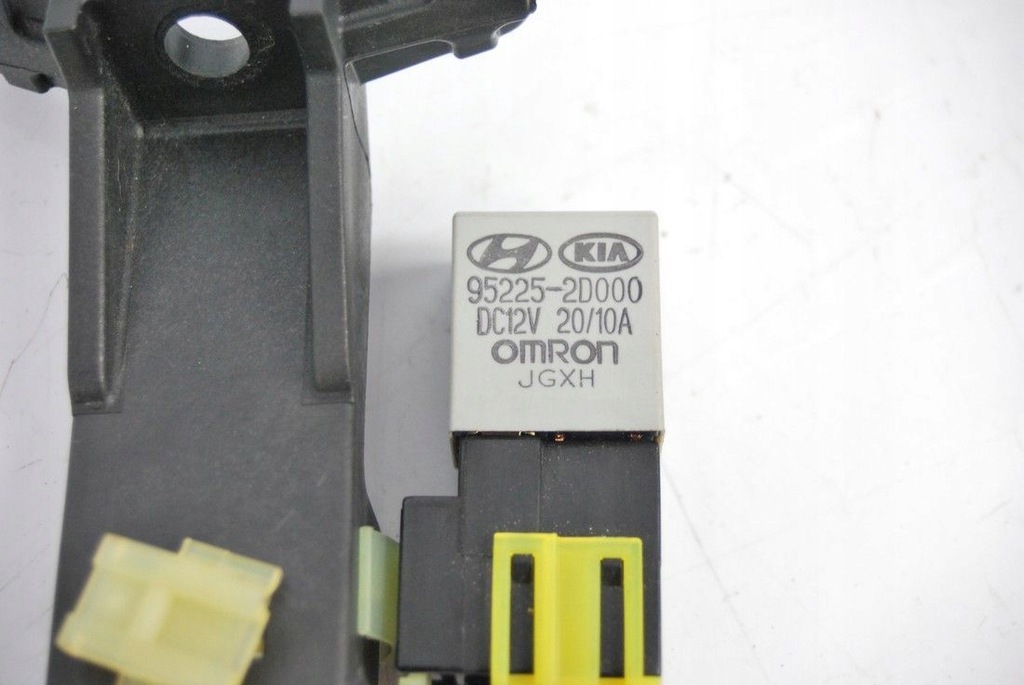 KIA
95225-2D000
DC12V 20/10A
OMRON
JGXH